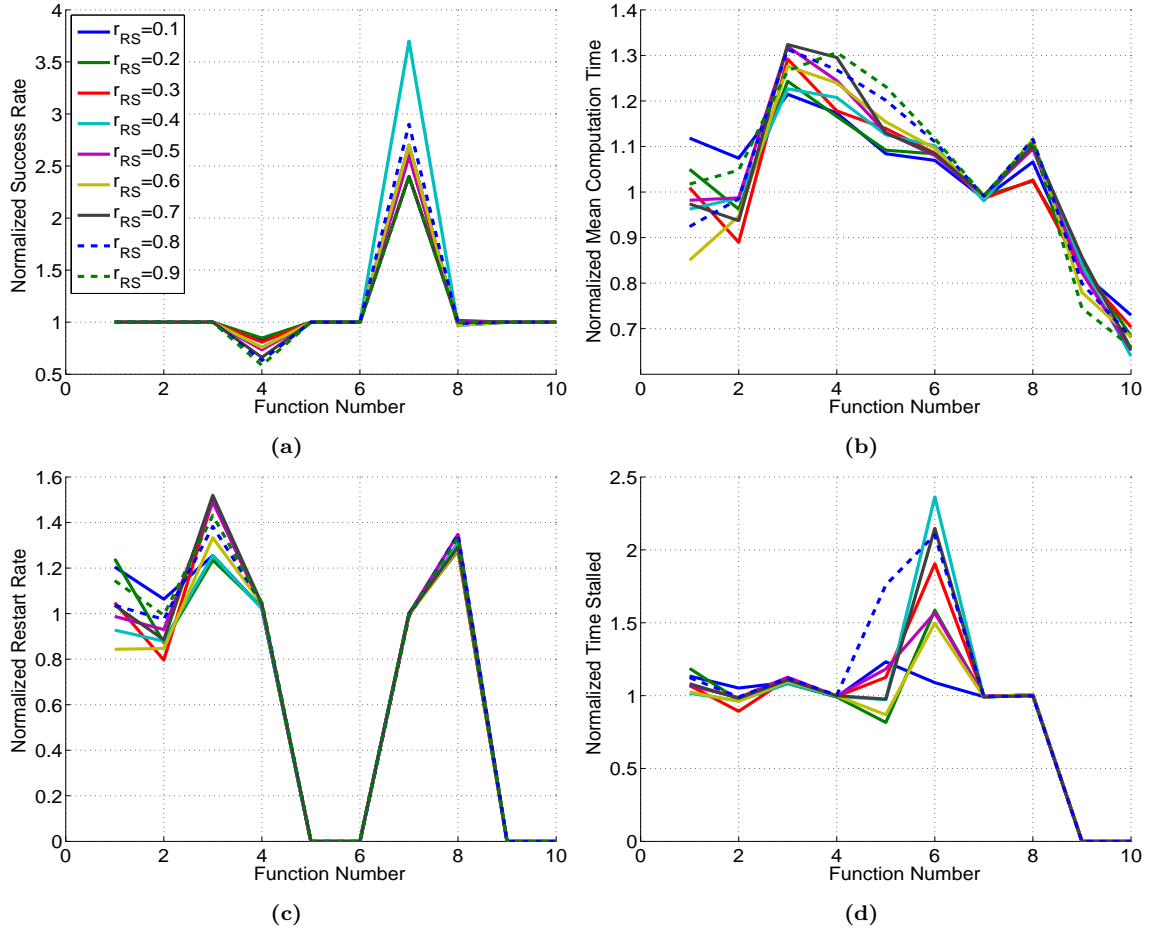 4
3.5
3
2.5
2
1.5
1
0.5
0 2 4 6 8 10
Normalized Success Rate
Function Number
r_RS=0.1
r_RS=0.2
r_RS=0.3
r_RS=0.4
r_RS=0.5
r_RS=0.6
r_RS=0.7
r_RS=0.8
r_RS=0.9
(a)
1.4
1.3
1.2
1.1
1
0.9
0.8
0.7
0 2 4 6 8 10
Normalized Mean Computation Time
Function Number
(b)
1.6
1.4
1.2
1
0.8
0.6
0.4
0.2
0
0 2 4 6 8 10
Normalized Restart Rate
Function Number
(c)
2.5
2
1.5
1
0.5
0
0 2 4 6 8 10
Normalized Time Stalled
Function Number
(d)